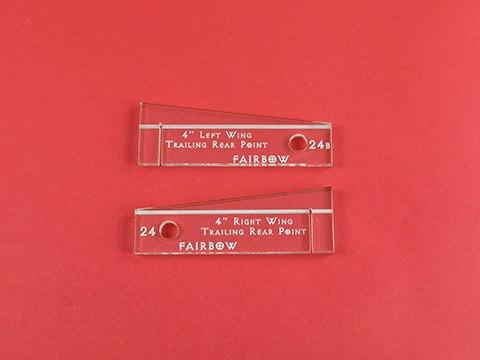 4" Left Wing
Trailing Rear Point
24B
FAIRBOW
4" Right Wing
24
Trailing Rear Point
FAIRBOW